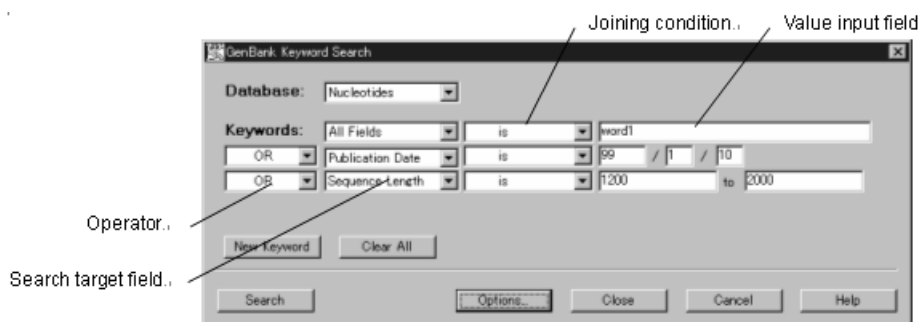 Joining condition.. Value input field
GenBank Keyword Search
Database: Nucleotides
Keywords: All Fields is word1
OR Publication Date is 99 / 1 / 10
OR Sequence Length is 1200 to 2000
Operator..
New Keyword Clear All
Search target field..
Search Options... Close Cancel Help